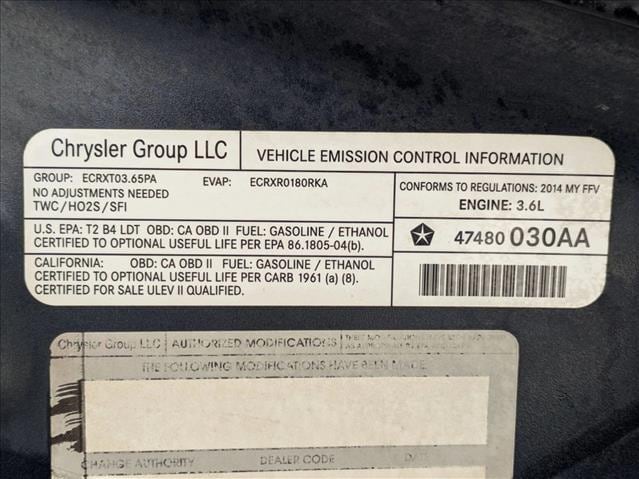 Chrysler Group LLC
VEHICLE EMISSION CONTROL INFORMATION
GROUP: ECRXT03.65PA EVAP: ECRXR0180RKA
NO ADJUSTMENTS NEEDED
TWC/HO2S/SFI
CONFORMS TO REGULATIONS: 2014 MY FFV
ENGINE: 3.6L
U.S. EPA: T2 B4 LDT OBD: CA OBD II FUEL: GASOLINE / ETHANOL
CERTIFIED TO OPTIONAL USEFUL LIFE PER EPA 86.1805-04(b).
47480 030AA
CALIFORNIA: OBD: CA OBD II FUEL: GASOLINE / ETHANOL
CERTIFIED TO OPTIONAL USEFUL LIFE PER CARB 1961 (a) (8).
CERTIFIED FOR SALE ULEV II QUALIFIED.
Chrysler Group LLC AUTHORIZED MODIFICATIONS
THE FOLLOWING MODIFICATIONS HAVE BEEN MADE
CHANGE AUTHORITY DEALER CODE DATE